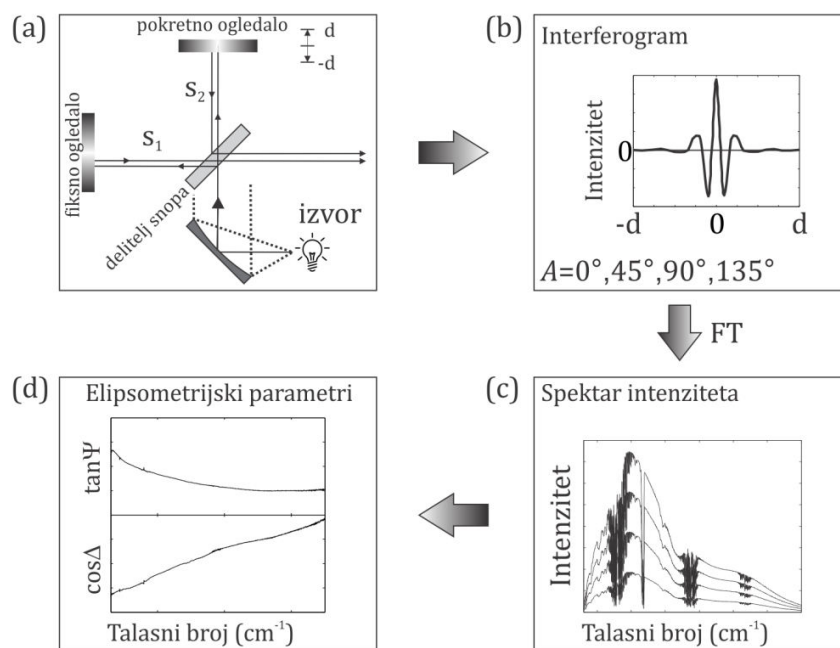 (a)
pokretno ogledalo
d
-d
S₂
S₁
fiksno ogledalo
delitelj snopa
izvor
(b)
Interferogram
Intenzitet
0
-d 0 d
A=0°,45°,90°,135°
FT
(d)
Elipsometrijski parametri
tanΨ
cosΔ
Talasni broj (cm⁻¹)
(c)
Spektar intenziteta
Intenzitet
Talasni broj (cm⁻¹)